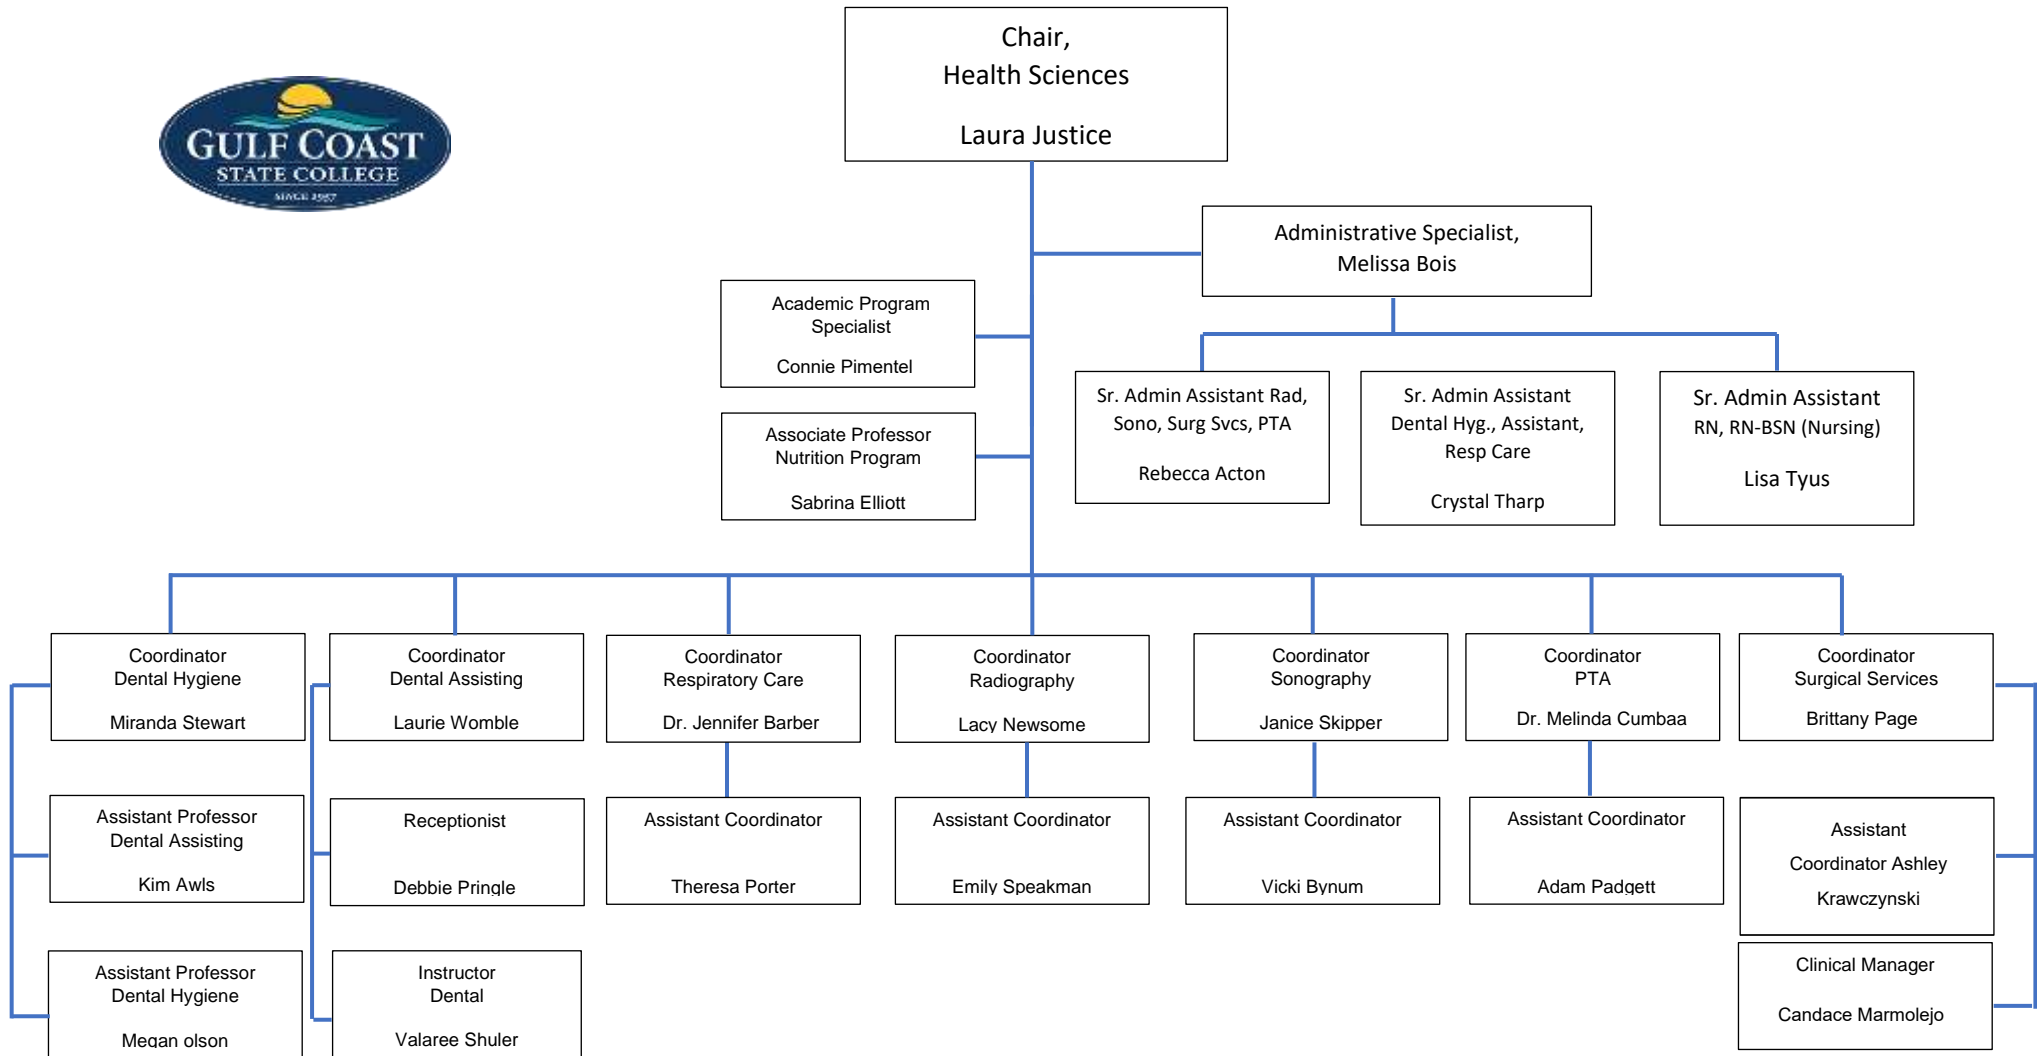 Chair,
Health Sciences
Laura Justice
GULF COAST
STATE COLLEGE
SINCE 1957
Administrative Specialist,
Melissa Bois
Academic Program
Specialist
Connie Pimentel
Associate Professor
Nutrition Program
Sabrina Elliott
Sr. Admin Assistant Rad,
Sono, Surg Svcs, PTA
Rebecca Acton
Sr. Admin Assistant
Dental Hyg., Assistant,
Resp Care
Crystal Tharp
Sr. Admin Assistant
RN, RN-BSN (Nursing)
Lisa Tyus
Coordinator
Dental Hygiene
Miranda Stewart
Coordinator
Dental Assisting
Laurie Womble
Coordinator
Respiratory Care
Dr. Jennifer Barber
Coordinator
Radiography
Lacy Newsome
Coordinator
Sonography
Janice Skipper
Coordinator
PTA
Dr. Melinda Cumbaa
Coordinator
Surgical Services
Brittany Page
Assistant Professor
Dental Assisting
Kim Awls
Receptionist
Debbie Pringle
Assistant Coordinator
Theresa Porter
Assistant Coordinator
Emily Speakman
Assistant Coordinator
Vicki Bynum
Assistant Coordinator
Adam Padgett
Assistant
Coordinator Ashley
Krawczynski
Assistant Professor
Dental Hygiene
Megan olson
Instructor
Dental
Valaree Shuler
Clinical Manager
Candace Marmolejo